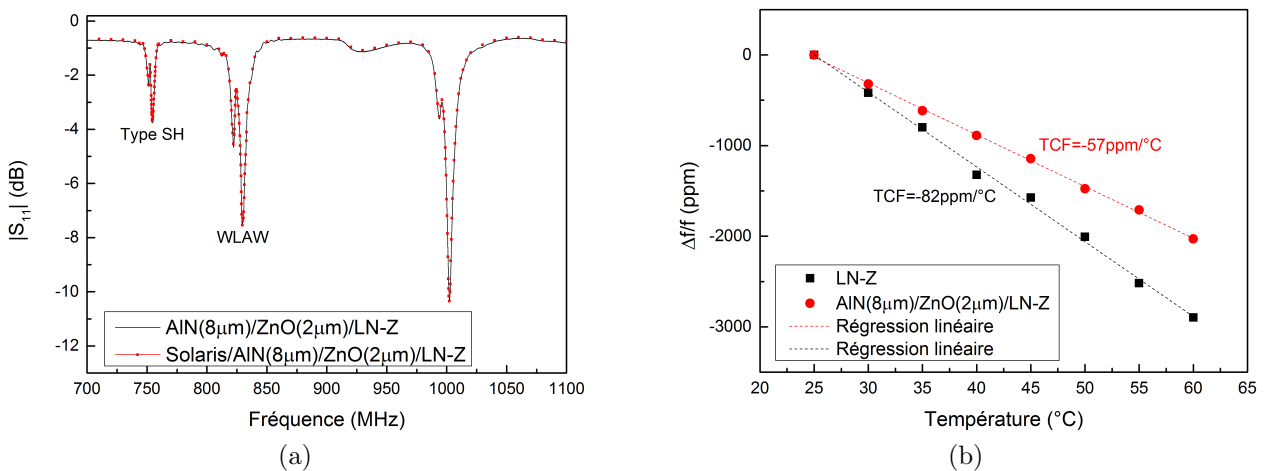 0
-2
-4
-6
-8
-10
-12
|S11| (dB)
Type SH
WLAW
AlN(8μm)/ZnO(2μm)/LN-Z
Solaris/AlN(8μm)/ZnO(2μm)/LN-Z
700 750 800 850 900 950 1000 1050 1100
Fréquence (MHz)
(a)
0
-1000
-2000
-3000
Δf/f (ppm)
TCF=-57ppm/°C
TCF=-82ppm/°C
LN-Z
AlN(8μm)/ZnO(2μm)/LN-Z
Régression linéaire
Régression linéaire
20 25 30 35 40 45 50 55 60 65
Température (°C)
(b)